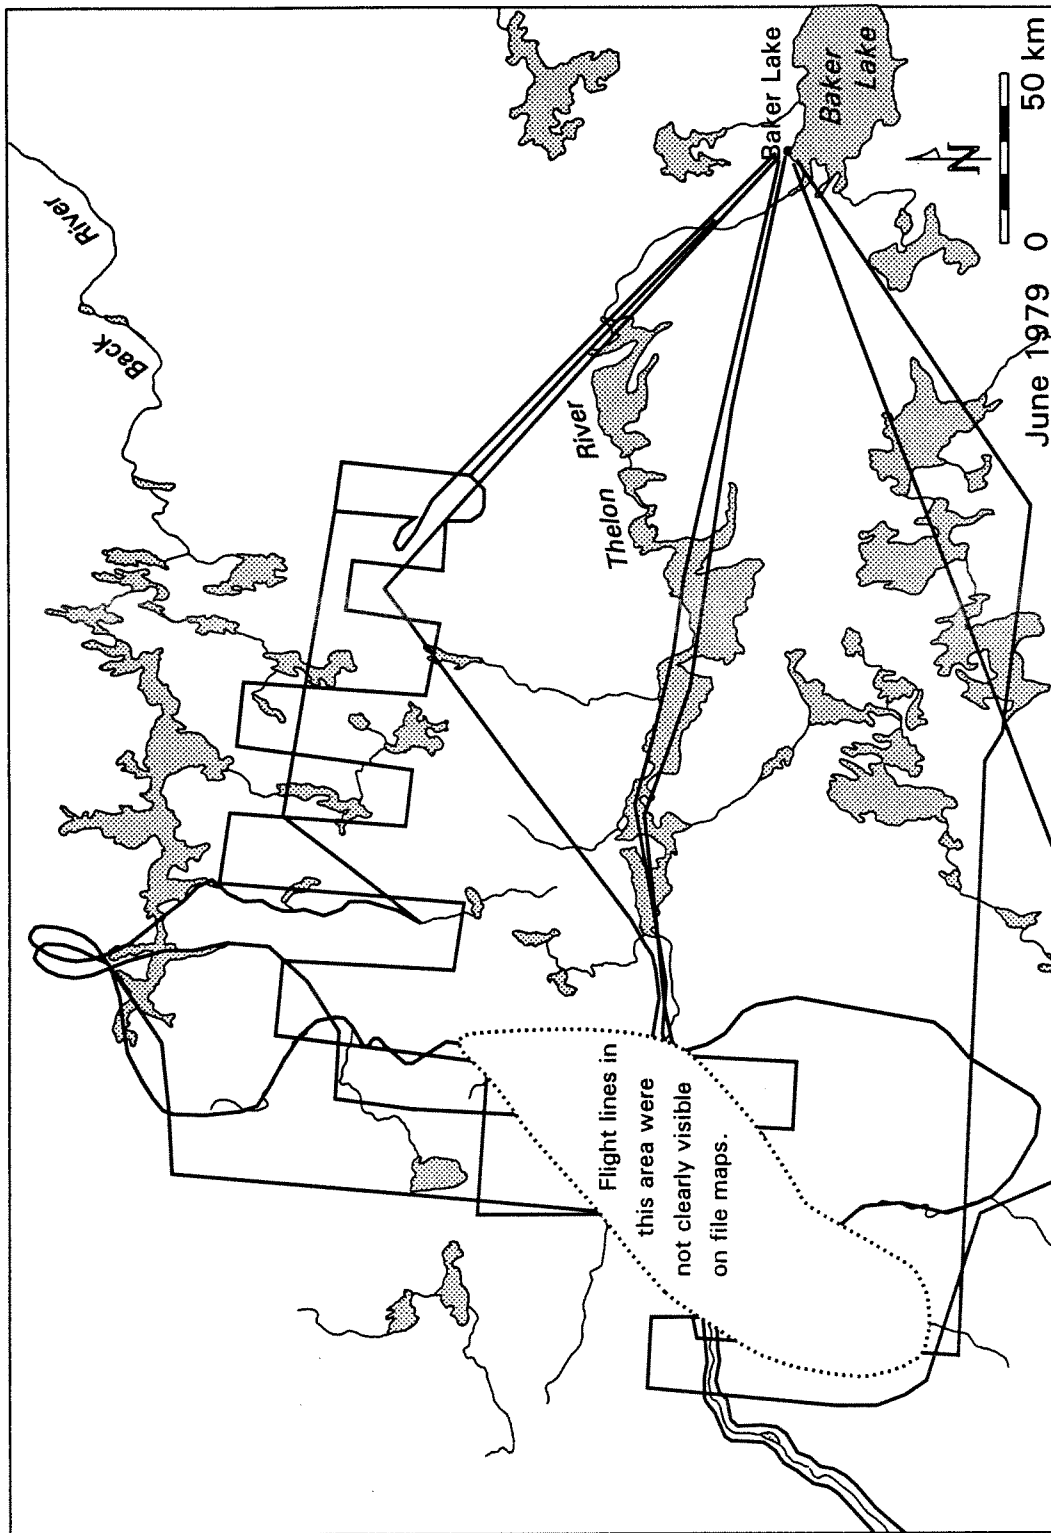 Back River
Thelon River
Baker Lake
Baker
Lake
Flight lines in
this area were
not clearly visible
on file maps.
N
June 1979
0 50 km